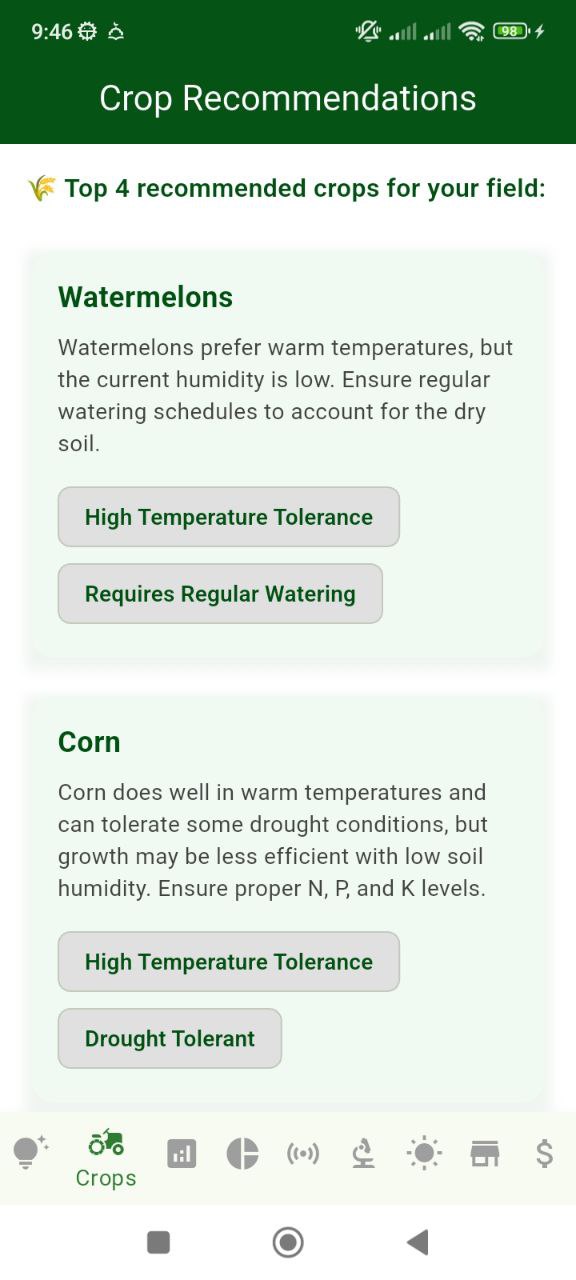 9:46
98
Crop Recommendations
🌾 Top 4 recommended crops for your field:
Watermelons
Watermelons prefer warm temperatures, but
the current humidity is low. Ensure regular
watering schedules to account for the dry
soil.
High Temperature Tolerance
Requires Regular Watering
Corn
Corn does well in warm temperatures and
can tolerate some drought conditions, but
growth may be less efficient with low soil
humidity. Ensure proper N, P, and K levels.
High Temperature Tolerance
Drought Tolerant
Crops